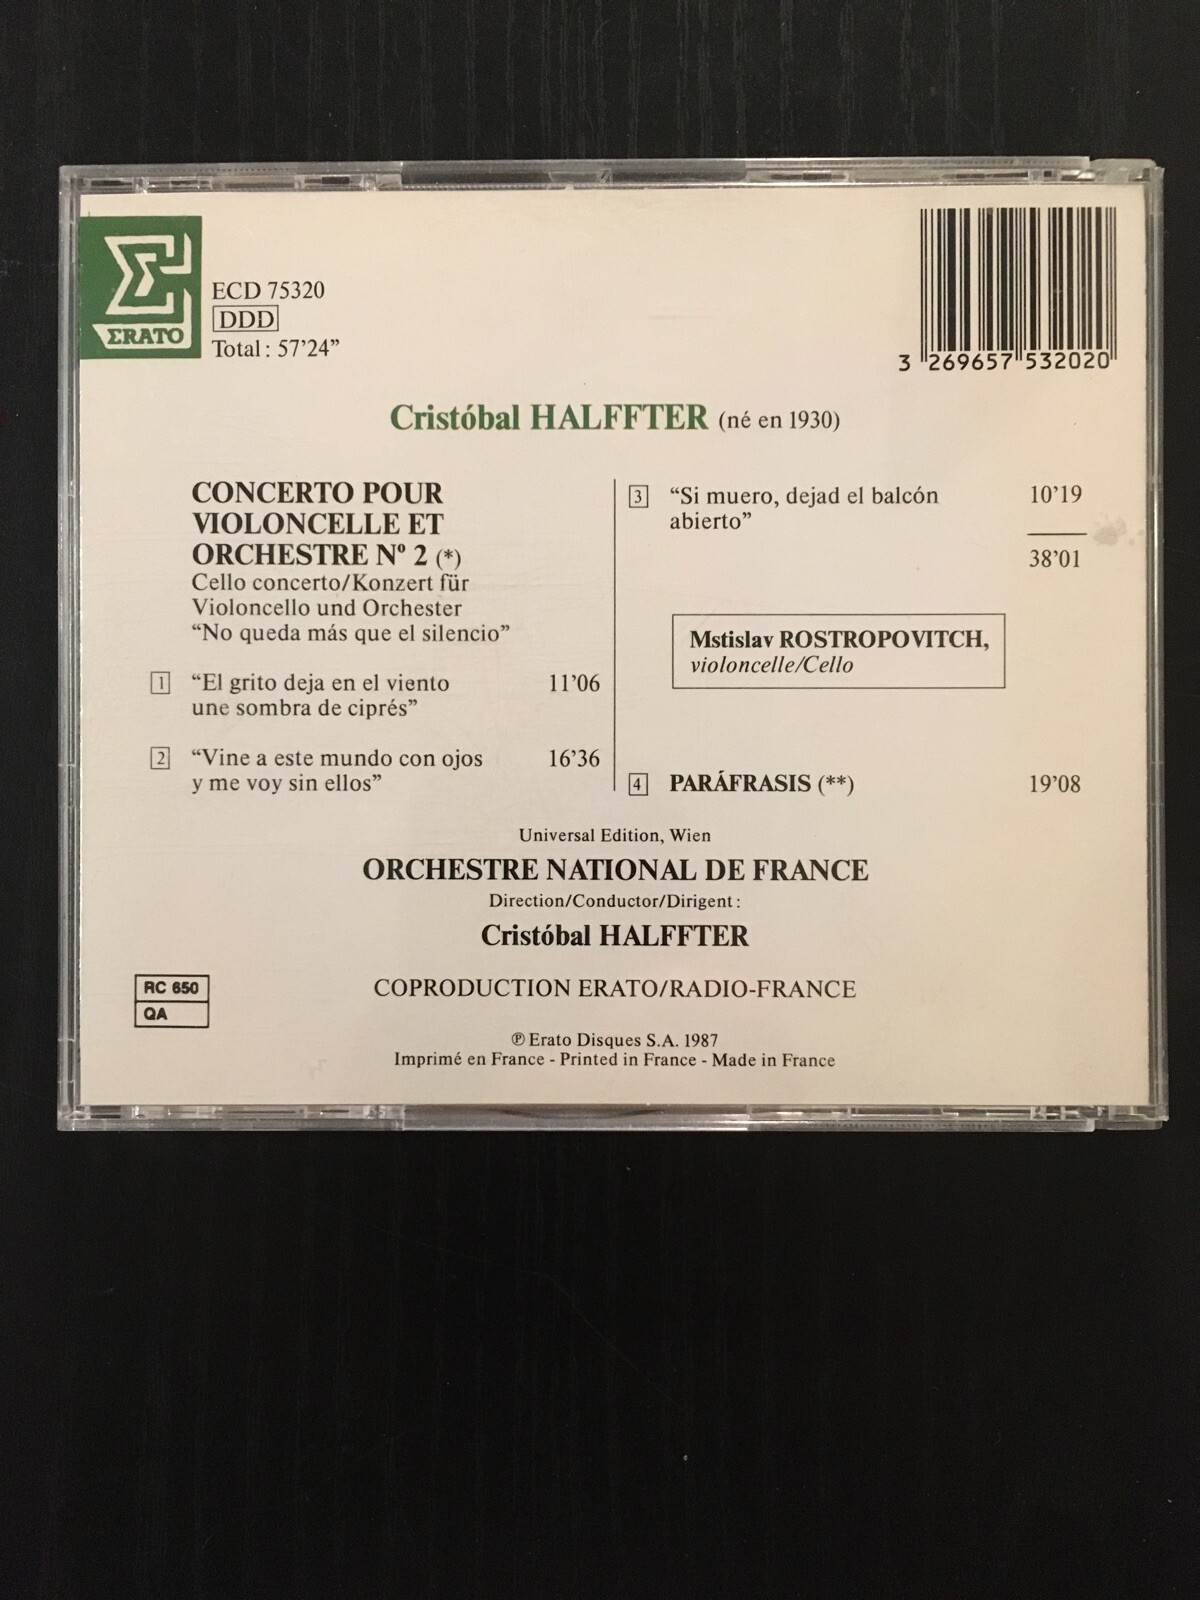 ERATO
ECD 75320
DDD
Total : 57'24"
3 269657 532020
Cristóbal HALFFTER (né en 1930)
CONCERTO POUR
VIOLONCELLE ET
ORCHESTRE Nº 2 (*)
Cello concerto/Konzert für
Violoncello und Orchester
“No queda más que el silencio”
1 “El grito deja en el viento 11’06
une sombra de ciprés”
2 “Vine a este mundo con ojos 16’36
y me voy sin ellos”
3 “Si muero, dejad el balcón 10’19
abierto”
38’01
Mstislav ROSTROPOVITCH,
violoncelle/Cello
4 PARÁFRASIS (**) 19’08
Universal Edition, Wien
ORCHESTRE NATIONAL DE FRANCE
Direction/Conductor/Dirigent :
Cristóbal HALFFTER
RC 650
QA
COPRODUCTION ERATO/RADIO-FRANCE
℗ Erato Disques S.A. 1987
Imprimé en France - Printed in France - Made in France